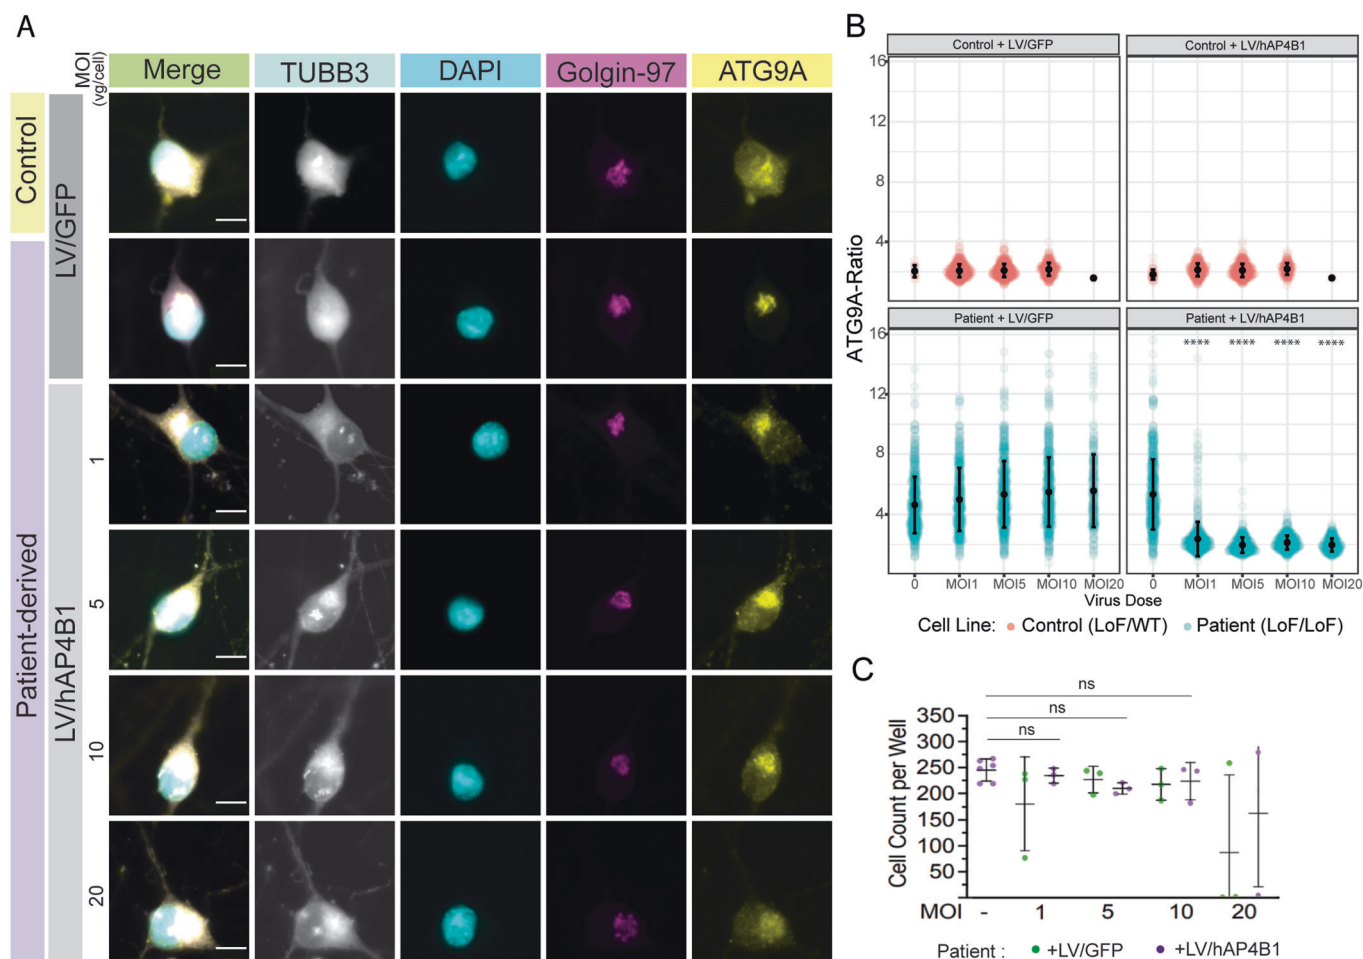 A
MOI
(vg/cell)
Merge
TUBB3
DAPI
Golgin-97
ATG9A
Control
LV/GFP
Patient-derived
LV/hAP4B1
1
5
10
20
B
Control + LV/GFP
Control + LV/hAP4B1
16
12
8
4
ATG9A-Ratio
Patient + LV/GFP
Patient + LV/hAP4B1
16
12
8
4
**** **** **** ****
0 MOI1 MOI5 MOI10 MOI20
0 MOI1 MOI5 MOI10 MOI20
Virus Dose
Cell Line: Control (LoF/WT) Patient (LoF/LoF)
C
ns
ns
ns
Cell Count per Well
350
300
250
200
150
100
50
MOI - 1 5 10 20
Patient : +LV/GFP +LV/hAP4B1